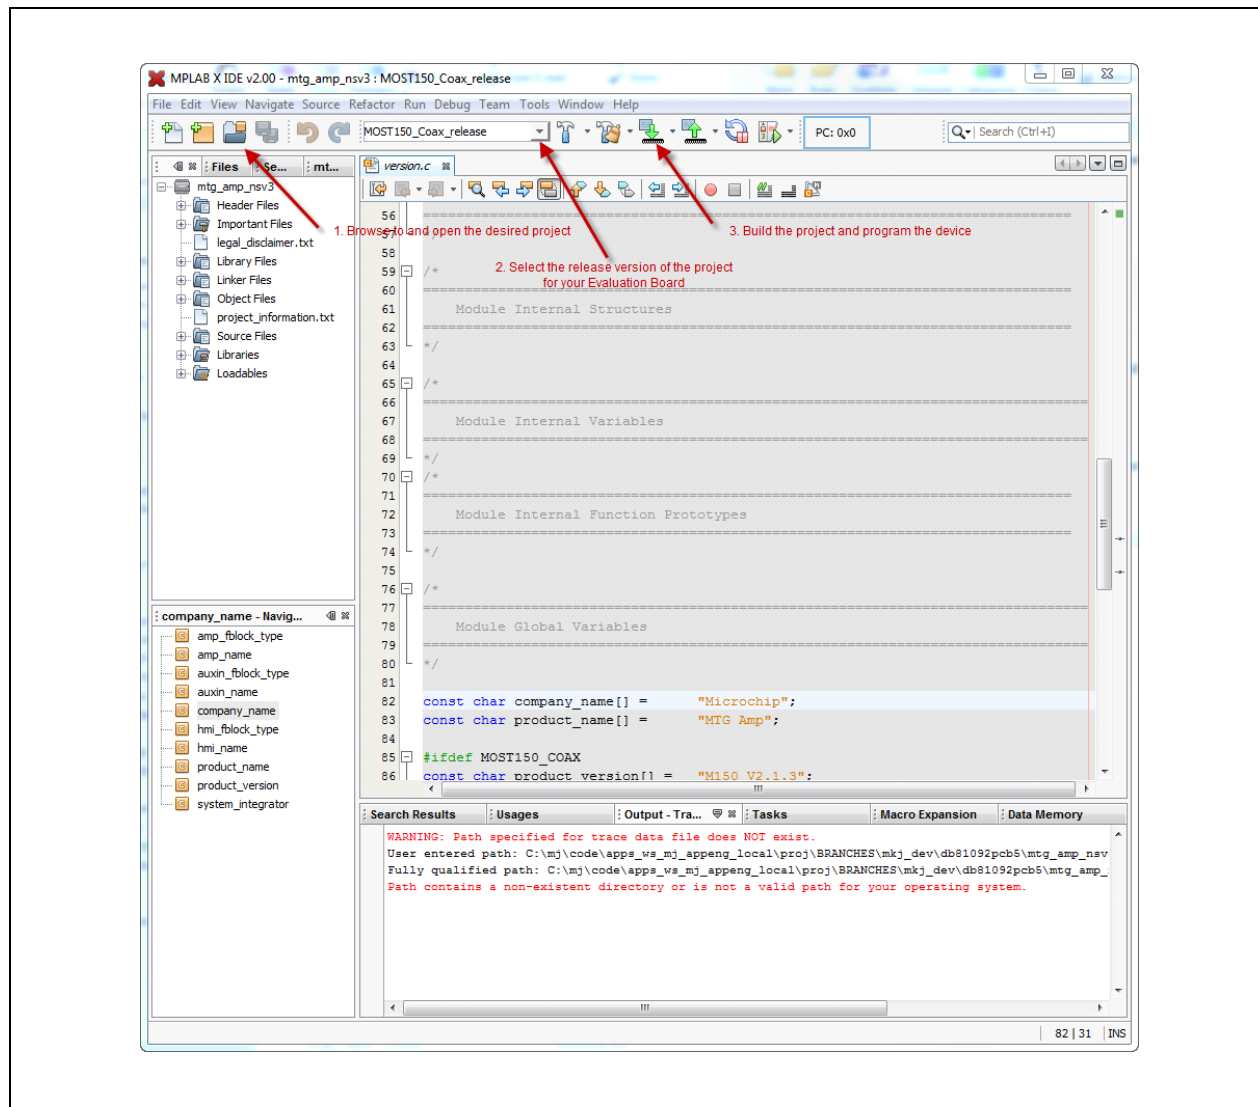 MPLAB X IDE v2.00 - mtg_amp_nsv3 : MOST150_Coax_release
File Edit View Navigate Source Refactor Run Debug Team Tools Window Help
MOST150_Coax_release
PC: 0x0
Search (Ctrl+I)
Files
Se...
mt...
version.c
mtg_amp_nsv3
Header Files
Important Files
legal_disclaimer.txt
Library Files
Linker Files
Object Files
project_information.txt
Source Files
Libraries
Loadables
1. Browse to and open the desired project
2. Select the release version of the project
for your Evaluation Board
3. Build the project and program the device
56 ===============================================================================
57
58
59 /*
60 ===============================================================================
61 Module Internal Structures
62 ===============================================================================
63 */
64
65 /*
66 =================================================================================
67 Module Internal Variables
68 =================================================================================
69 */
70 /*
71 ===============================================================================
72 Module Internal Function Prototypes
73 ===============================================================================
74 */
75
76 /*
77 =================================================================================
78 Module Global Variables
79 =================================================================================
80 */
81
82 const char company_name[] = "Microchip";
83 const char product_name[] = "MTG Amp";
84
85 #ifdef MOST150_COAX
86 const char product_version[] = "M150 V2.1.3";
company_name - Navig...
amp_fblock_type
amp_name
auxin_fblock_type
auxin_name
company_name
hmi_fblock_type
hmi_name
product_name
product_version
system_integrator
Search Results
Usages
Output - Tra...
Tasks
Macro Expansion
Data Memory
WARNING: Path specified for trace data file does NOT exist.
User entered path: C:\mj\code\apps_ws_mj_appeng_local\proj\BRANCHES\mkj_dev\db81092pcb5\mtg_amp_nsv
Fully qualified path: C:\mj\code\apps_ws_mj_appeng_local\proj\BRANCHES\mkj_dev\db81092pcb5\mtg_amp_
Path contains a non-existent directory or is not a valid path for your operating system.
82 | 31
INS